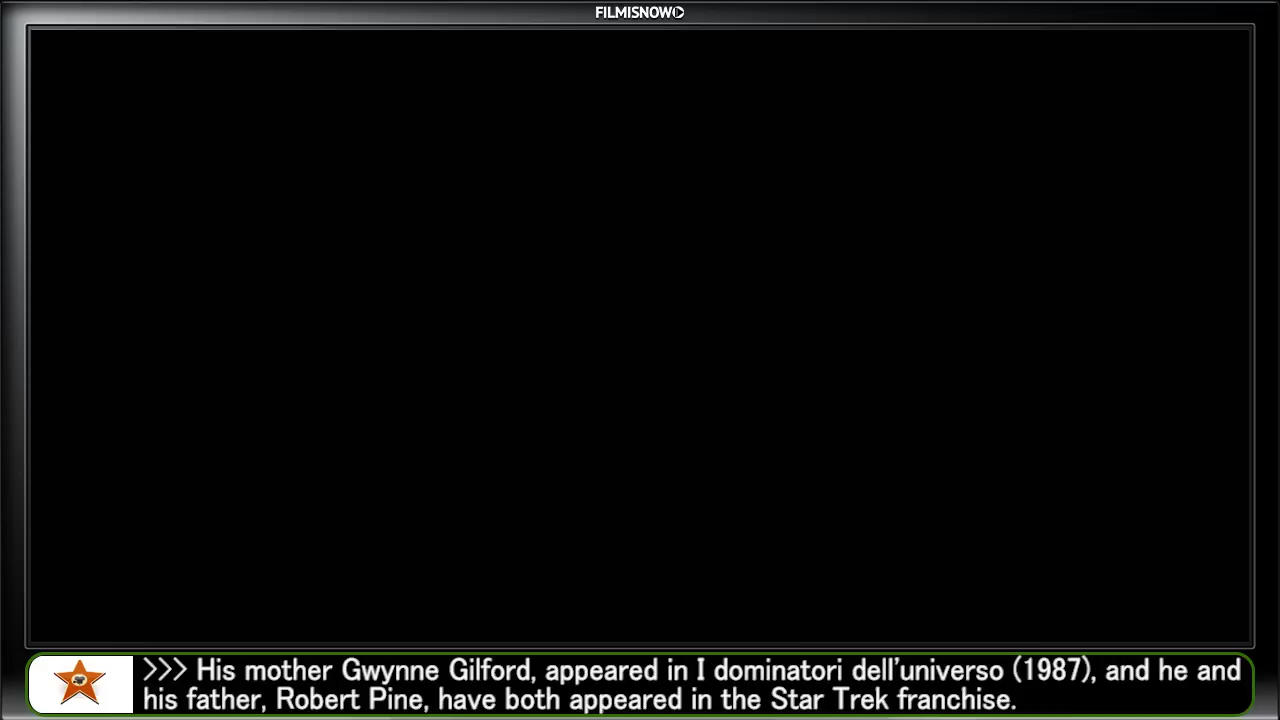 FILMISNOW
>>> His mother Gwynne Gilford, appeared in I dominatori dell'universo (1987), and he and
his father, Robert Pine, have both appeared in the Star Trek franchise.